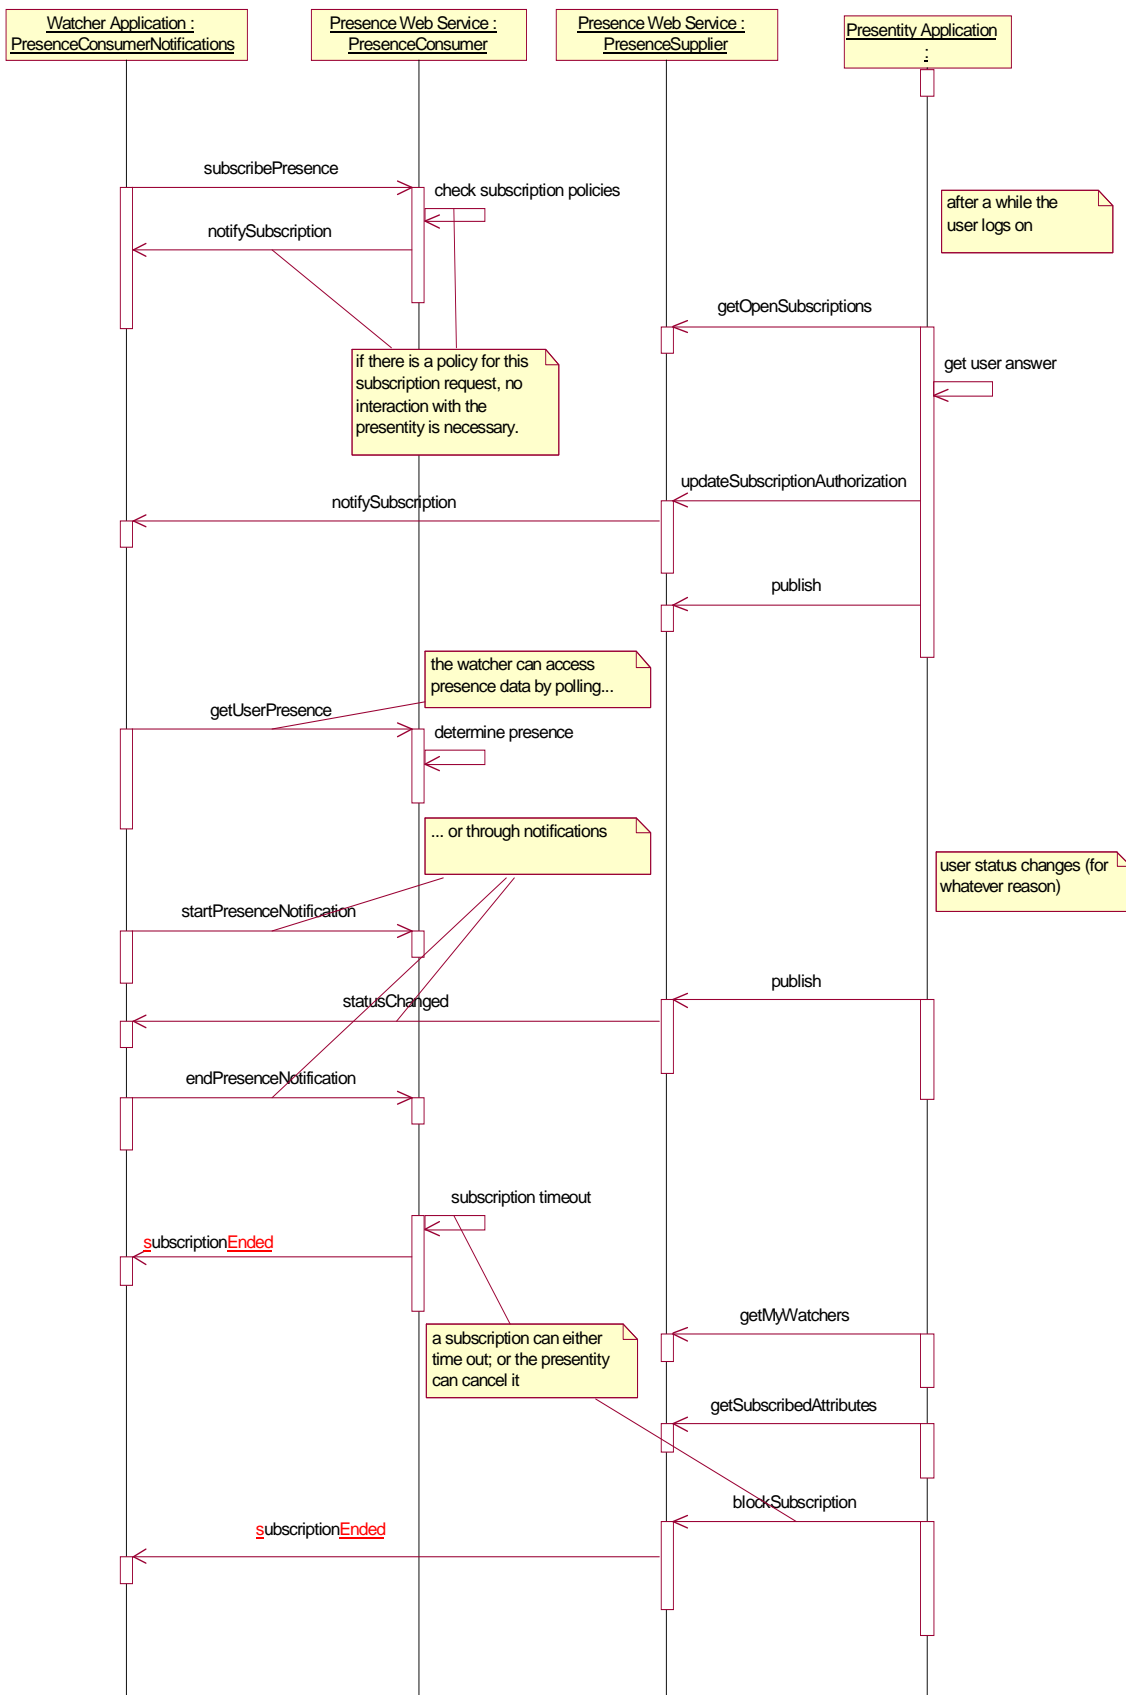 Watcher Application :
PresenceConsumerNotifications
Presence Web Service :
PresenceConsumer
Presence Web Service :
PresenceSupplier
Presentity Application
:
subscribePresence
check subscription policies
after a while the
user logs on
notifySubscription
getOpenSubscriptions
if there is a policy for this
subscription request, no
interaction with the
presentity is necessary.
get user answer
updateSubscriptionAuthorization
notifySubscription
publish
the watcher can access
presence data by polling...
getUserPresence
determine presence
... or through notifications
user status changes (for
whatever reason)
startPresenceNotification
publish
statusChanged
endPresenceNotification
subscription timeout
subscriptionEnded
getMyWatchers
a subscription can either
time out; or the presentity
can cancel it
getSubscribedAttributes
blockSubscription
subscriptionEnded